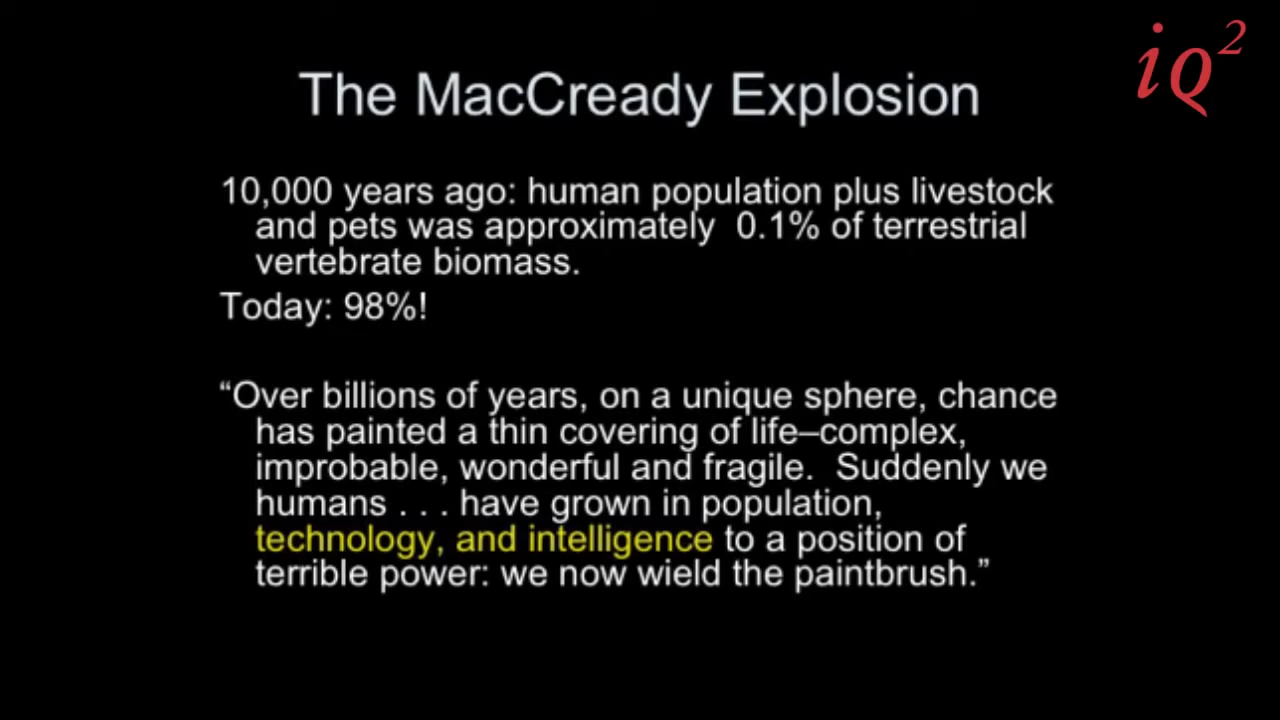 iq²
The MacCready Explosion
10,000 years ago: human population plus livestock
and pets was approximately 0.1% of terrestrial
vertebrate biomass.
Today: 98%!
“Over billions of years, on a unique sphere, chance
has painted a thin covering of life–complex,
improbable, wonderful and fragile. Suddenly we
humans . . . have grown in population,
technology, and intelligence to a position of
terrible power: we now wield the paintbrush.”